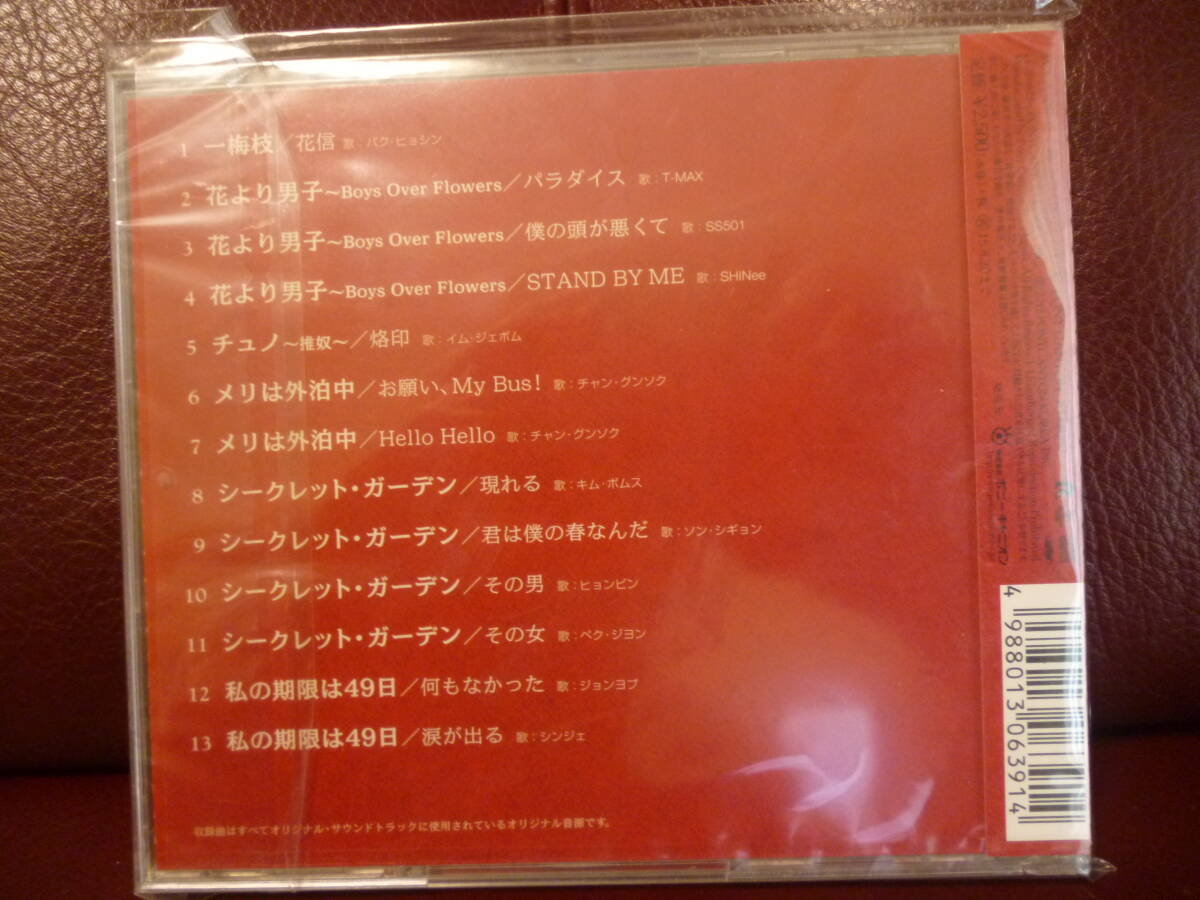 1 一梅枝／花信 歌：パク・ヒョシン
2 花より男子～Boys Over Flowers／パラダイス 歌：T-MAX
3 花より男子～Boys Over Flowers／僕の頭が悪くて 歌：SS501
4 花より男子～Boys Over Flowers／STAND BY ME 歌：SHINee
5 チュノ～推奴～／烙印 歌：イム・ジェボム
6 メリは外泊中／お願い、My Bus！ 歌：チャン・グンソク
7 メリは外泊中／Hello Hello 歌：チャン・グンソク
8 シークレット・ガーデン／現れる 歌：キム・ボムス
9 シークレット・ガーデン／君は僕の春なんだ 歌：ソン・シギョン
10 シークレット・ガーデン／その男 歌：ヒョンビン
11 シークレット・ガーデン／その女 歌：ペク・ジヨン
12 私の期限は49日／何もなかった 歌：ジョンヨプ
13 私の期限は49日／涙が出る 歌：シンジェ
収録曲はすべてオリジナル・サウンドトラックに使用されているオリジナル音源です。
4 988013 063914